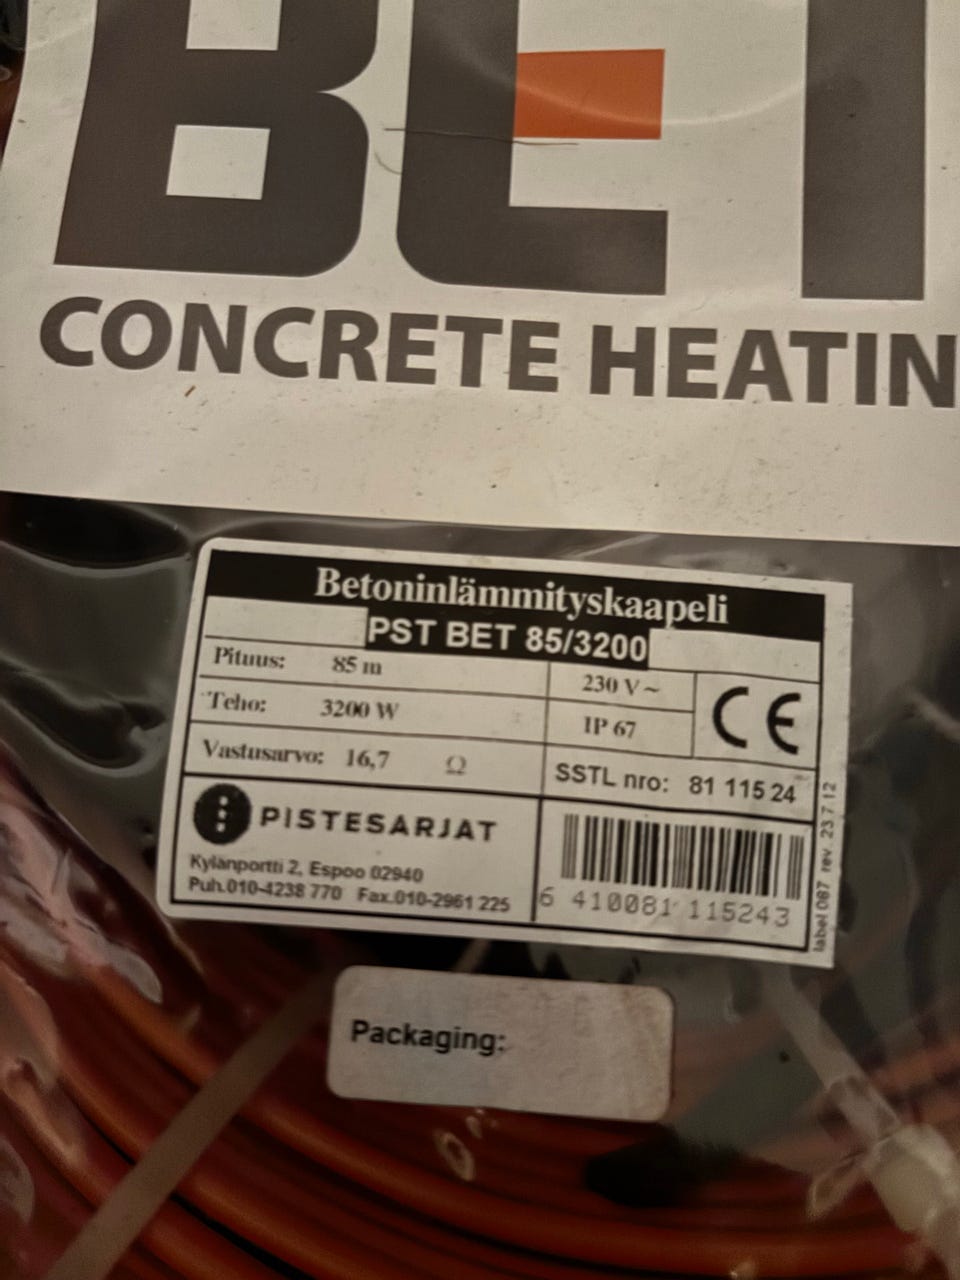 BET
CONCRETE HEATIN
Betoninlämmityskaapeli
PST BET 85/3200
Pituus: 85 m
230 V~
CE
Teho: 3200 W
IP 67
Vastusarvo: 16,7 Ω
SSTL nro: 81 115 24
PISTESARJAT
Kylänportti 2, Espoo 02940
Puh.010-4238 770 Fax.010-2961 225
6 410081 115243
label 087 rev. 23.7.12
Packaging: